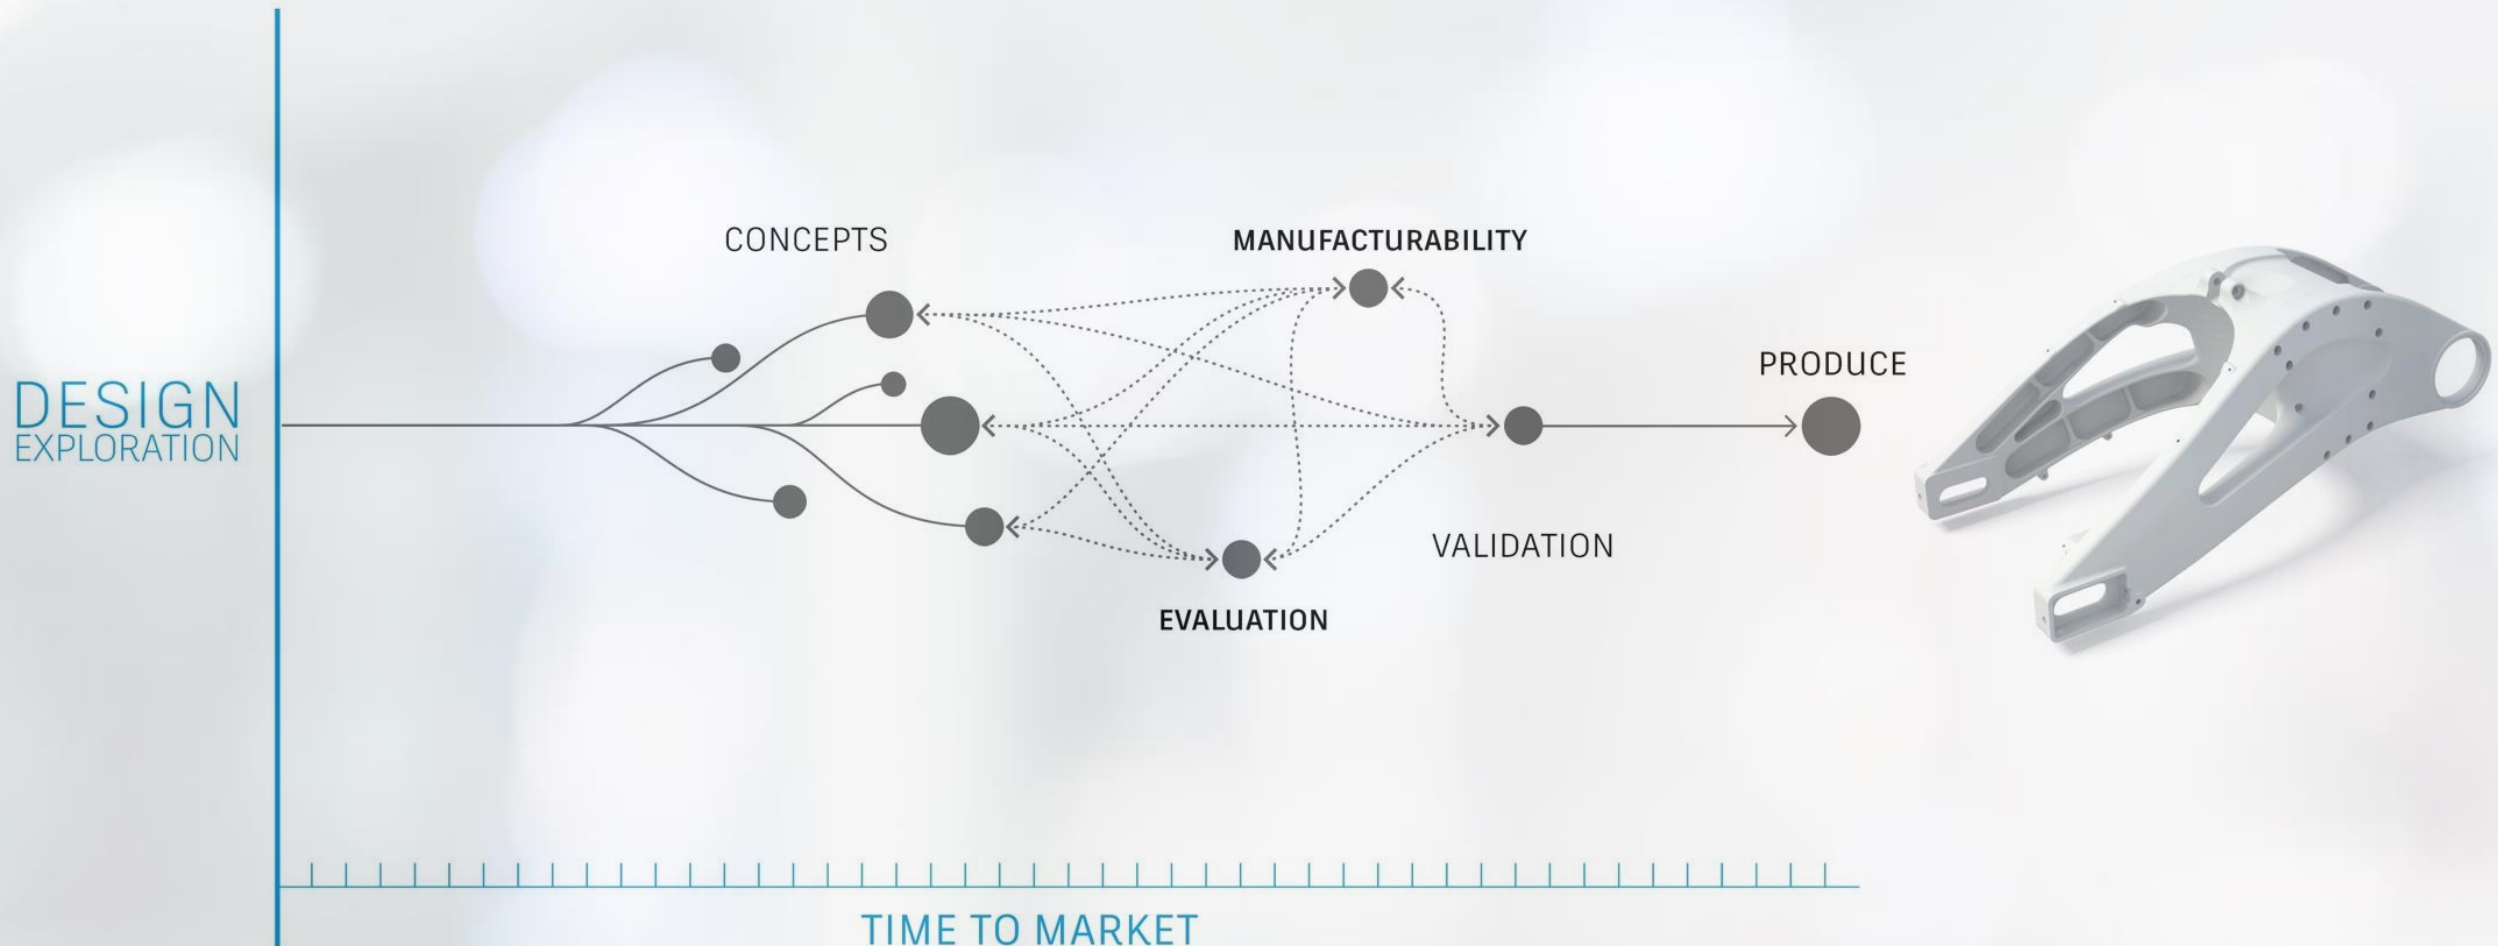 CONCEPTS
MANUFACTURABILITY
PRODUCE
DESIGN
EXPLORATION
VALIDATION
EVALUATION
TIME TO MARKET